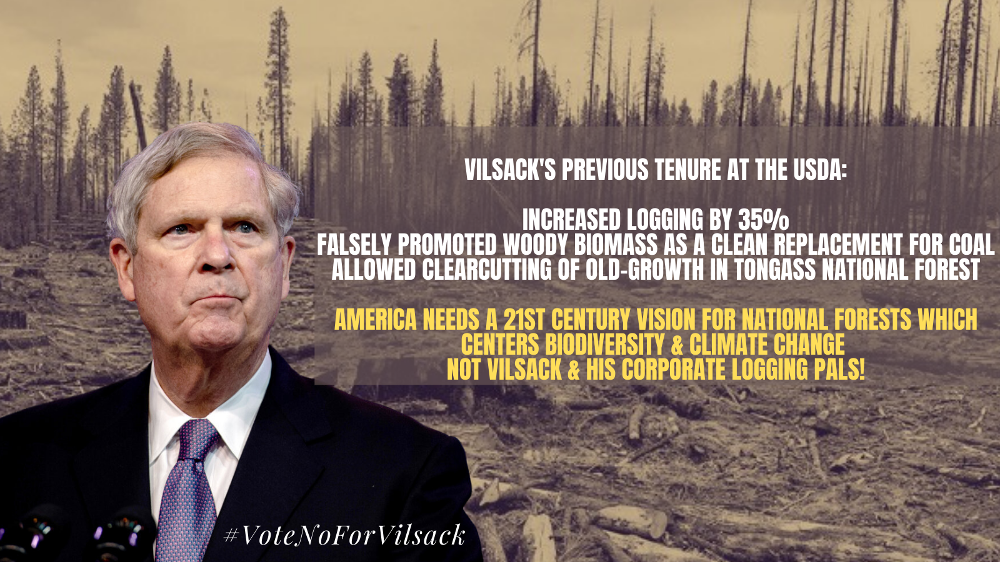 VILSACK'S PREVIOUS TENURE AT THE USDA:
INCREASED LOGGING BY 35%
FALSELY PROMOTED WOODY BIOMASS AS A CLEAN REPLACEMENT FOR COAL
ALLOWED CLEARCUTTING OF OLD-GROWTH IN TONGASS NATIONAL FOREST
AMERICA NEEDS A 21ST CENTURY VISION FOR NATIONAL FORESTS WHICH
CENTERS BIODIVERSITY & CLIMATE CHANGE
NOT VILSACK & HIS CORPORATE LOGGING PALS!
#VoteNoForVilsack